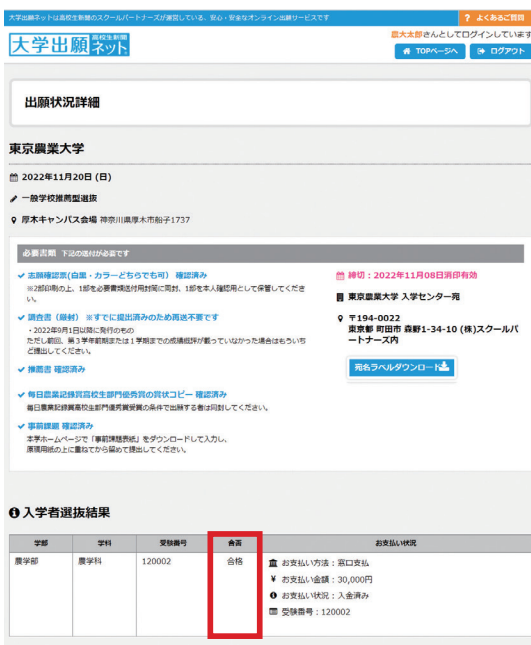 大学出願ネットは高校生新聞のスクールパートナーズが運営している、安心・安全なオンライン出願サービスです
? よくあるご質問
大学出願ネット
高校生新聞
農大太郎さんとしてログインしています
TOPページへ
ログアウト
出願状況詳細
東京農業大学
2022年11月20日 (日)
一般学校推薦型選抜
厚木キャンパス会場 神奈川県厚木市船子1737
必要書類 下記の送付が必要です
志願確認票(白黒・カラーどちらでも可) 確認済み
※2部印刷の上、1部を必要書類送付用封筒に同封、1部を本人確認用として保管してください。
調査書（厳封） ※すでに提出済みのため再送不要です
・2022年9月1日以降に発行のもの
ただし前回、第３学年前期または１学期までの成績評評が載っていなかった場合はもういちど提出してください。
推薦書 確認済み
毎日農業記録賞高校生部門優秀賞の賞状コピー 確認済み
毎日農業記録賞高校生部門優秀賞受賞の条件で出願する者は同封してください。
事前課題 確認済み
本学ホームページで「事前課題表紙」をダウンロードして入力し、
原稿用紙の上に重ねてから留めて提出してください。
締切：2022年11月08日消印有効
東京農業大学 入学センター宛
〒194-0022
東京都 町田市 森野1-34-10 (株)スクールパートナーズ内
宛名ラベルダウンロード
入学者選抜結果
学部 学科 受験番号 合否 お支払い状況
農学部 農学科 120002 合格 お支払い方法：窓口支払
¥ お支払い金額：30,000円
お支払い状況：入金済み
受験番号：120002